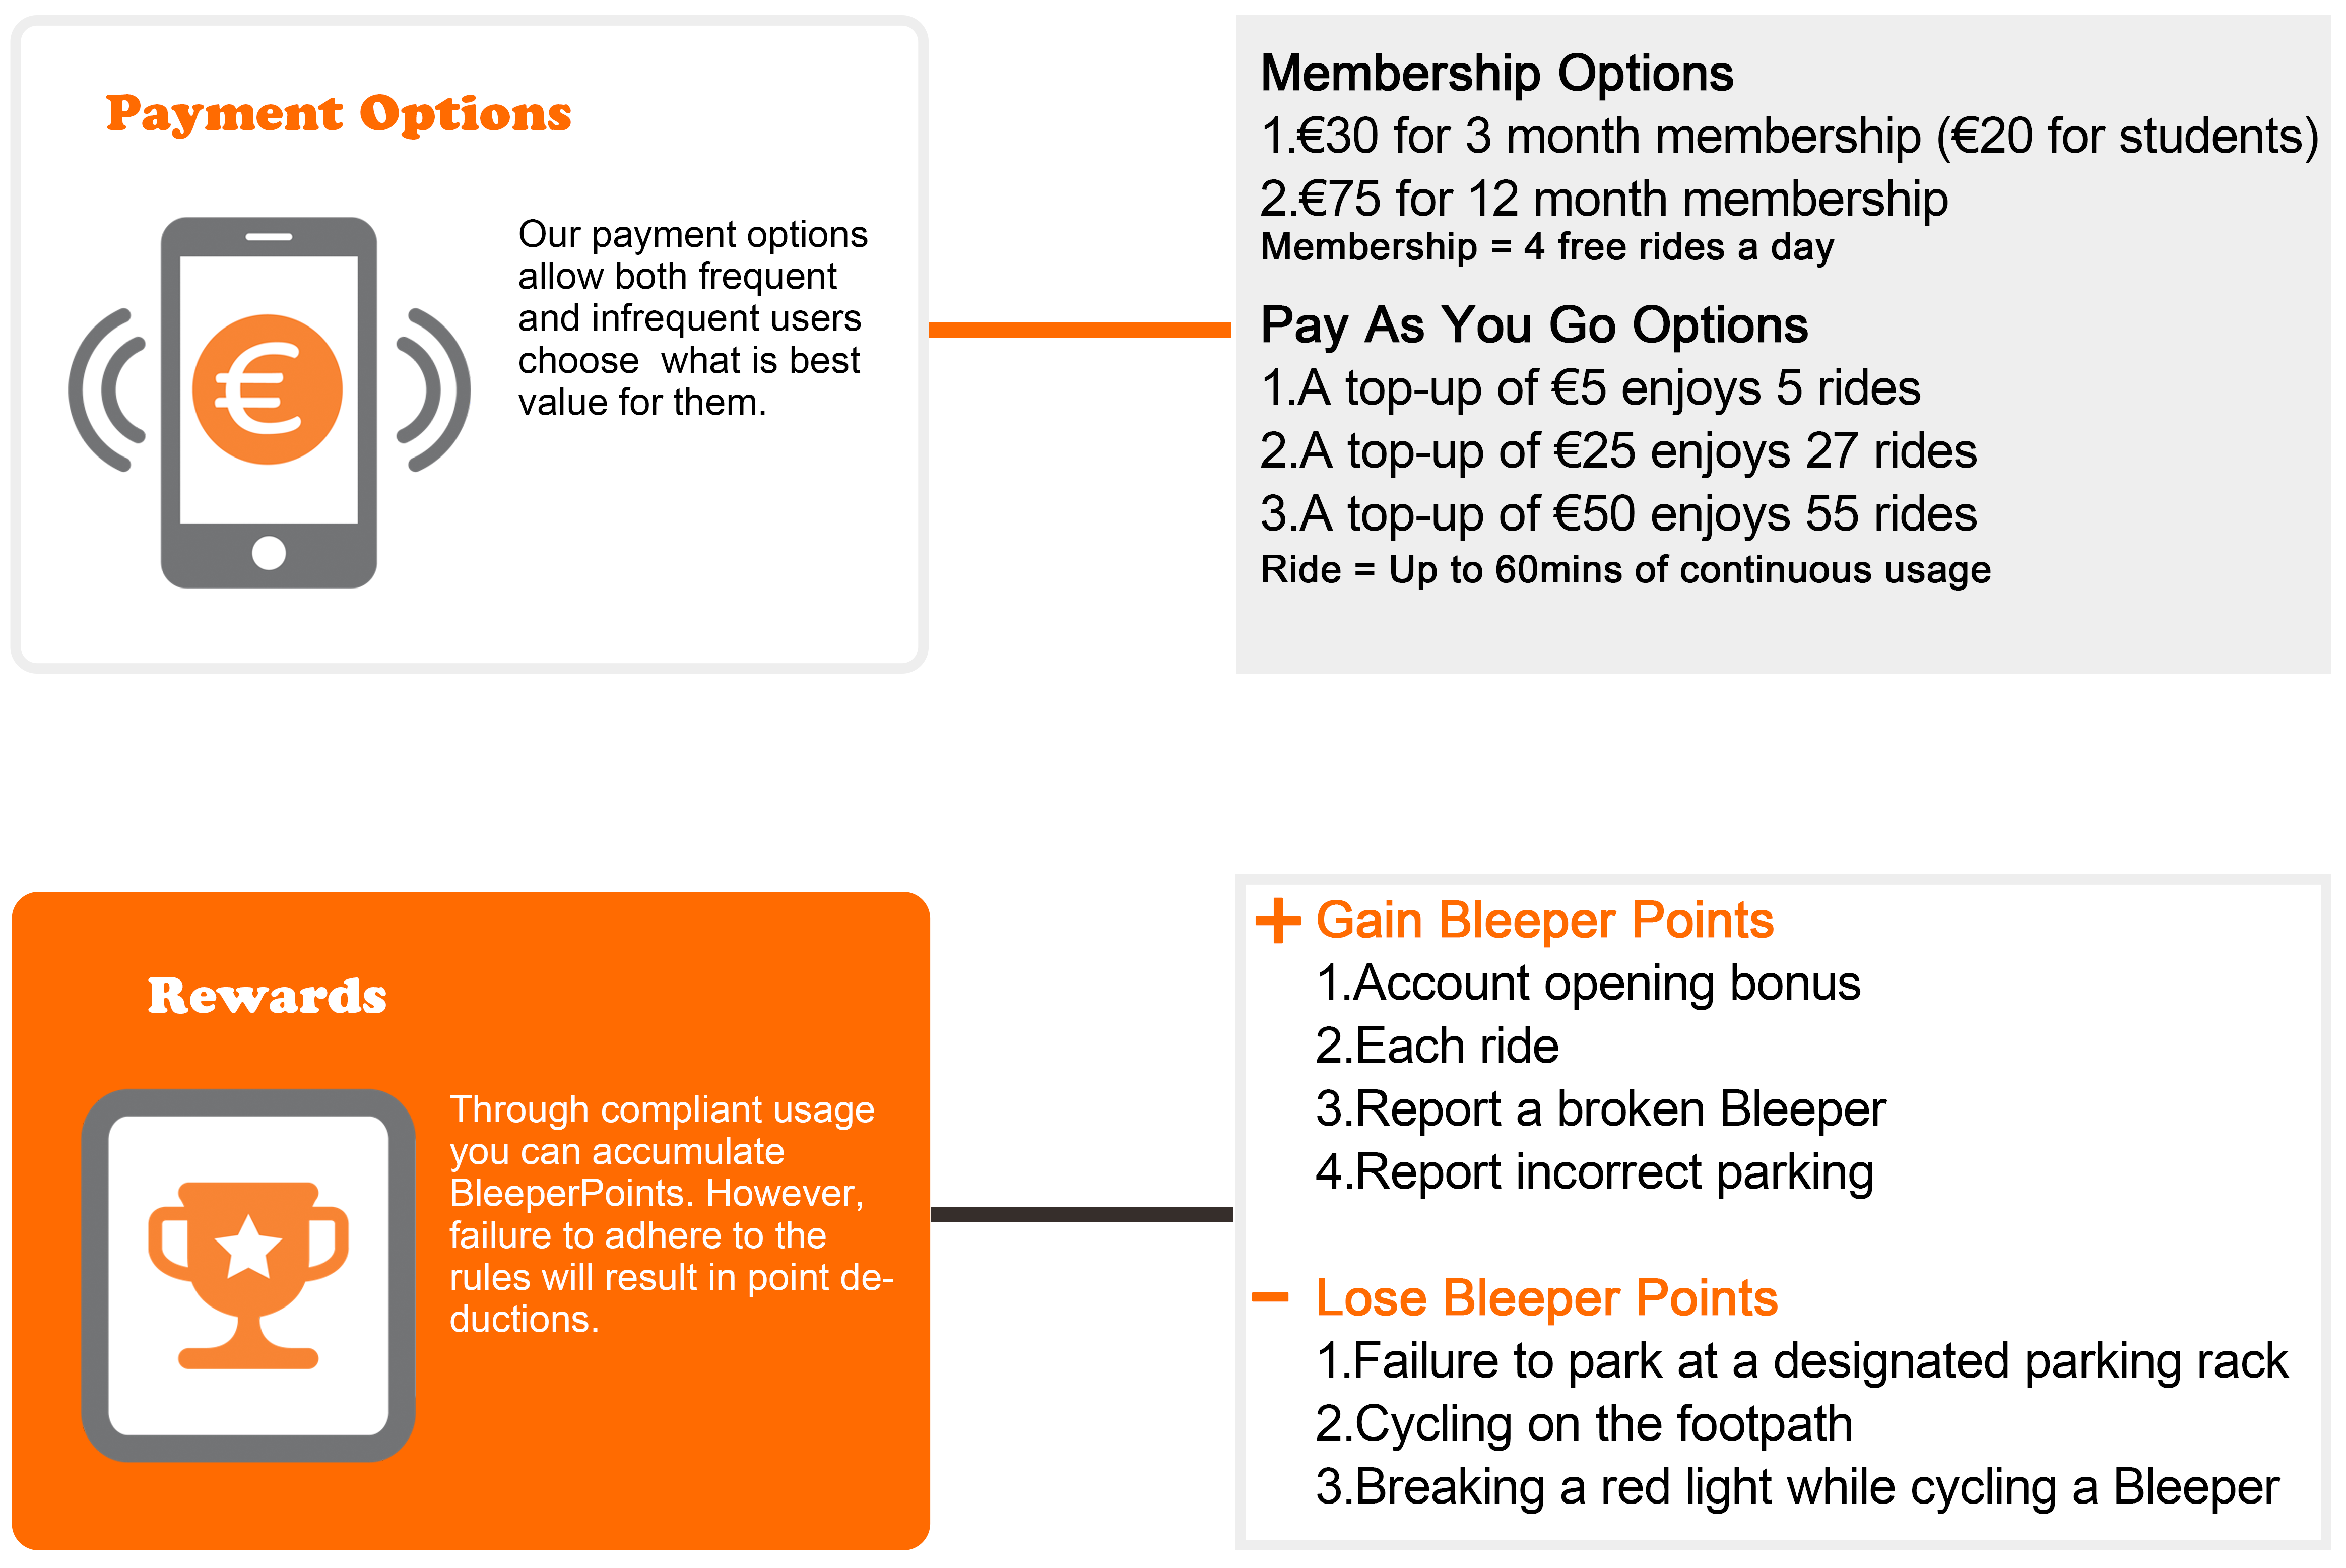 Payment Options
Our payment options
allow both frequent
and infrequent users
choose  what is best
value for them.
€
Membership Options
1.€30 for 3 month membership (€20 for students)
2.€75 for 12 month membership
Membership = 4 free rides a day
Pay As You Go Options
1.A top-up of €5 enjoys 5 rides
2.A top-up of €25 enjoys 27 rides
3.A top-up of €50 enjoys 55 rides
Ride = Up to 60mins of continuous usage
Rewards
Through compliant usage
you can accumulate
BleeperPoints. However,
failure to adhere to the
rules will result in point de-
ductions.
+ Gain Bleeper Points
1.Account opening bonus
2.Each ride
3.Report a broken Bleeper
4.Report incorrect parking
– Lose Bleeper Points
1.Failure to park at a designated parking rack
2.Cycling on the footpath
3.Breaking a red light while cycling a Bleeper